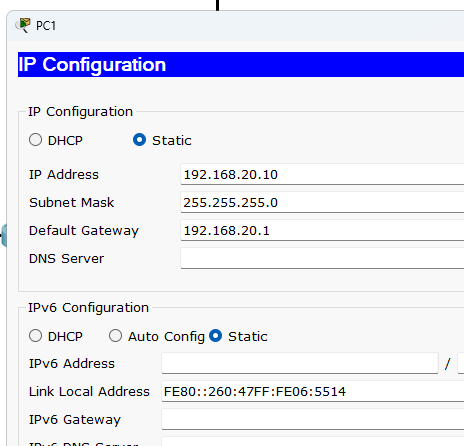 PC1
IP Configuration
IP Configuration
DHCP Static
IP Address 192.168.20.10
Subnet Mask 255.255.255.0
Default Gateway 192.168.20.1
DNS Server
IPv6 Configuration
DHCP Auto Config Static
IPv6 Address /
Link Local Address FE80::260:47FF:FE06:5514
IPv6 Gateway
IPv6 DNS Server